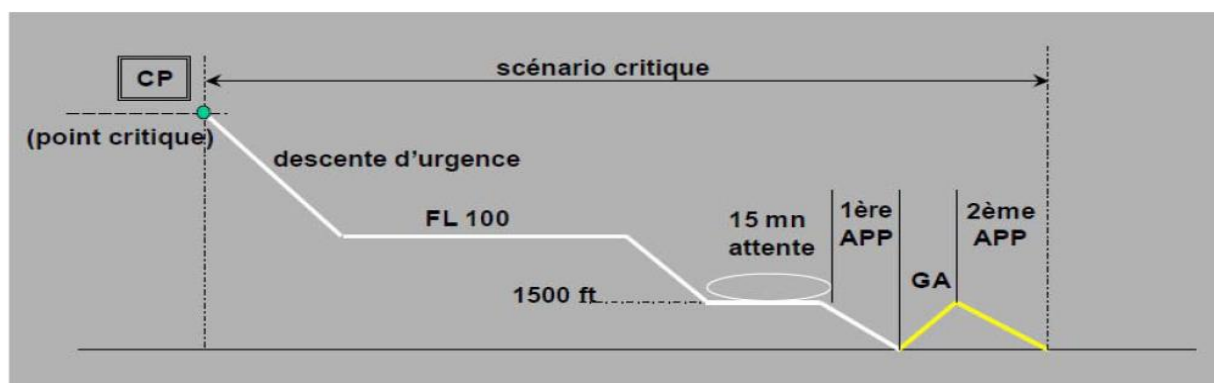 scénario critique
CP
(point critique)
descente d'urgence
FL 100
15 mn
attente
1ère
APP
2ème
APP
GA
1500 ft